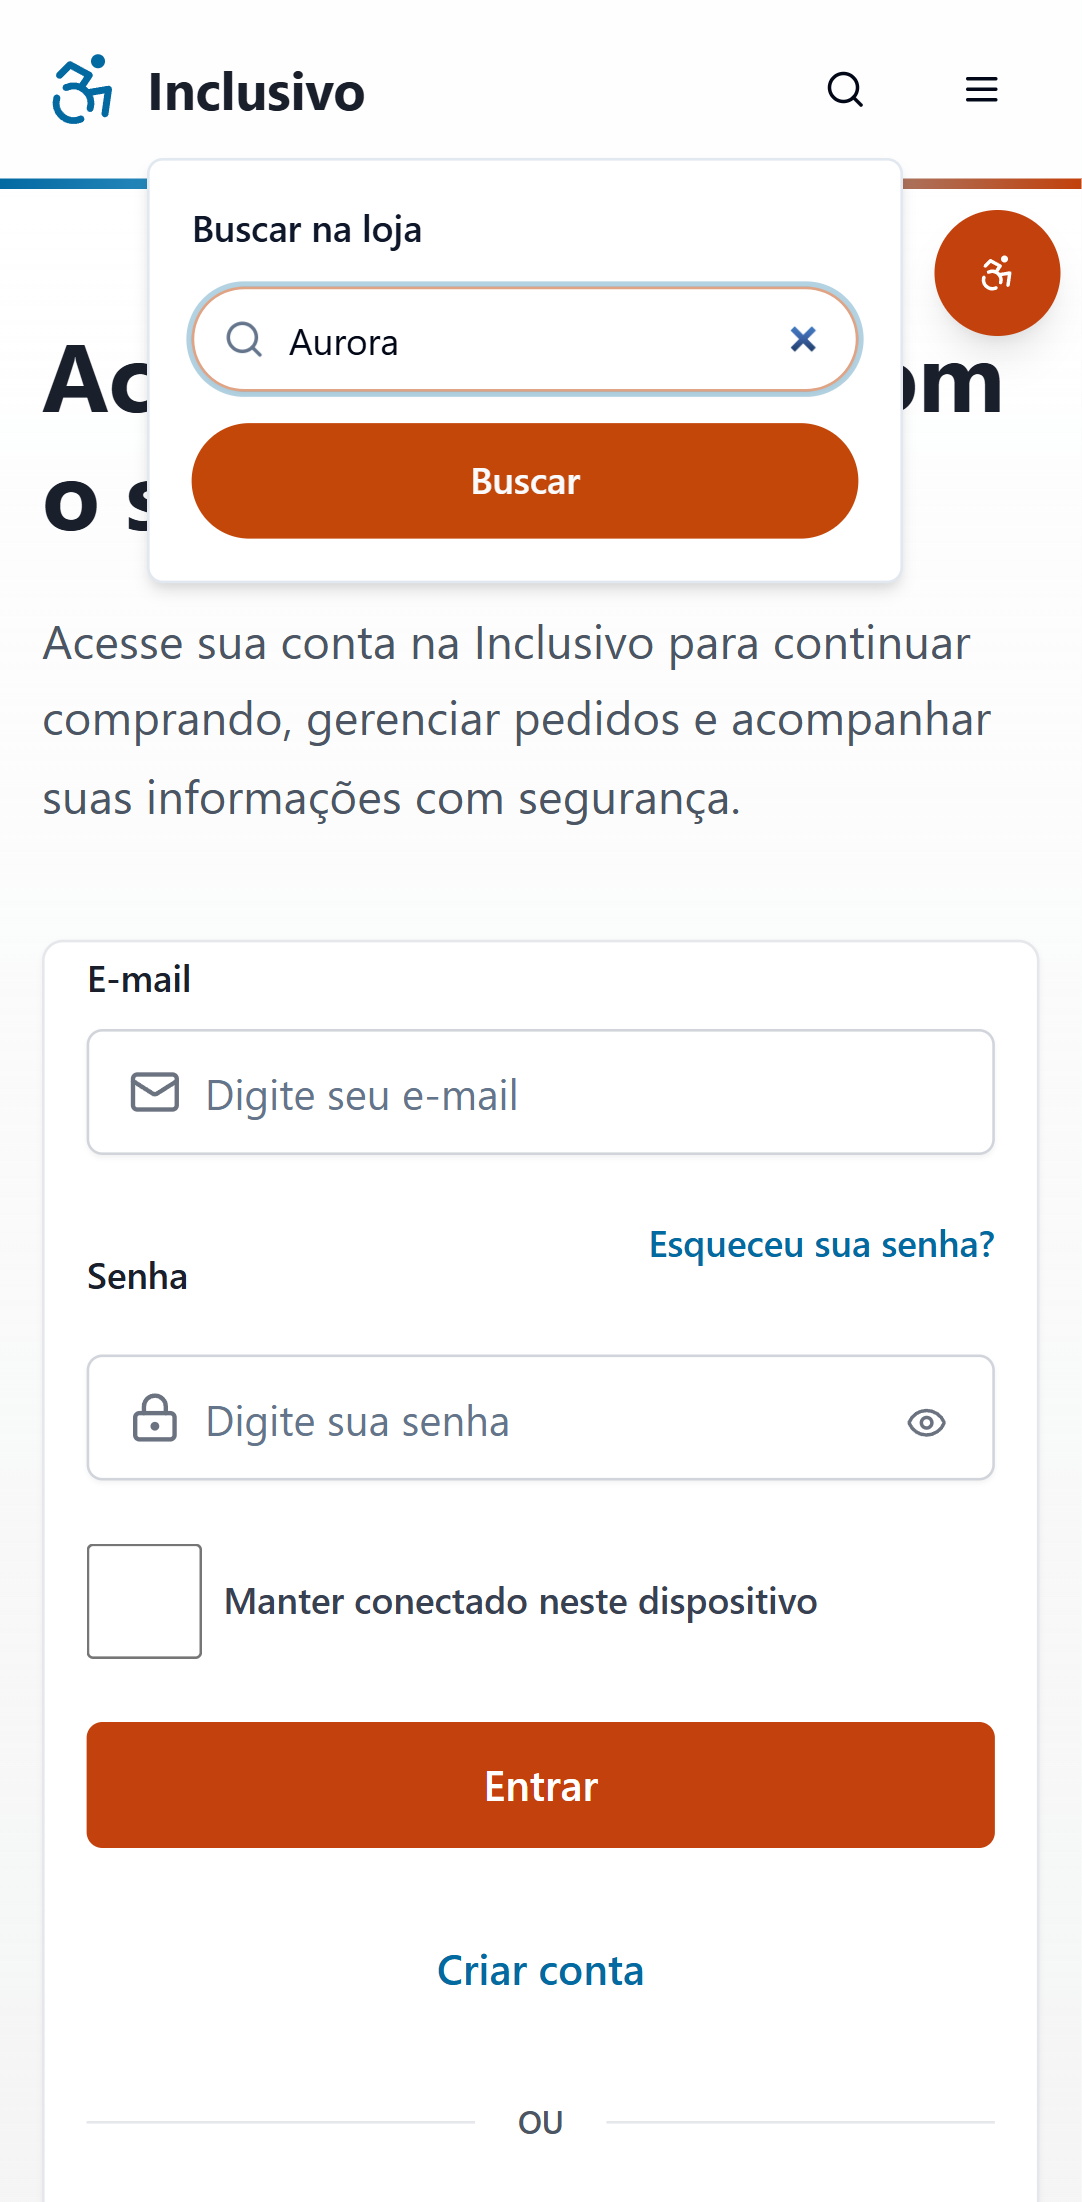 Inclusivo
Buscar na loja
Aurora
Buscar
Acesse sua conta na Inclusivo para continuar
comprando, gerenciar pedidos e acompanhar
suas informações com segurança.
E-mail
Digite seu e-mail
Esqueceu sua senha?
Senha
Digite sua senha
Manter conectado neste dispositivo
Entrar
Criar conta
OU